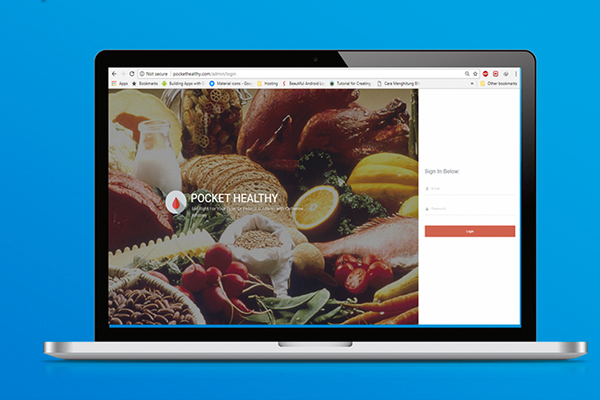 Not secure | pockethealthy.com/admin/login
Apps Bookmarks Building Apps with C Material icons - Goo Hosting Beautiful Android Lo Tutorial for Creating Cara Menghitung B Other bookmarks
POCKET HEALTHY
Sign In Below
Email
Password
Login